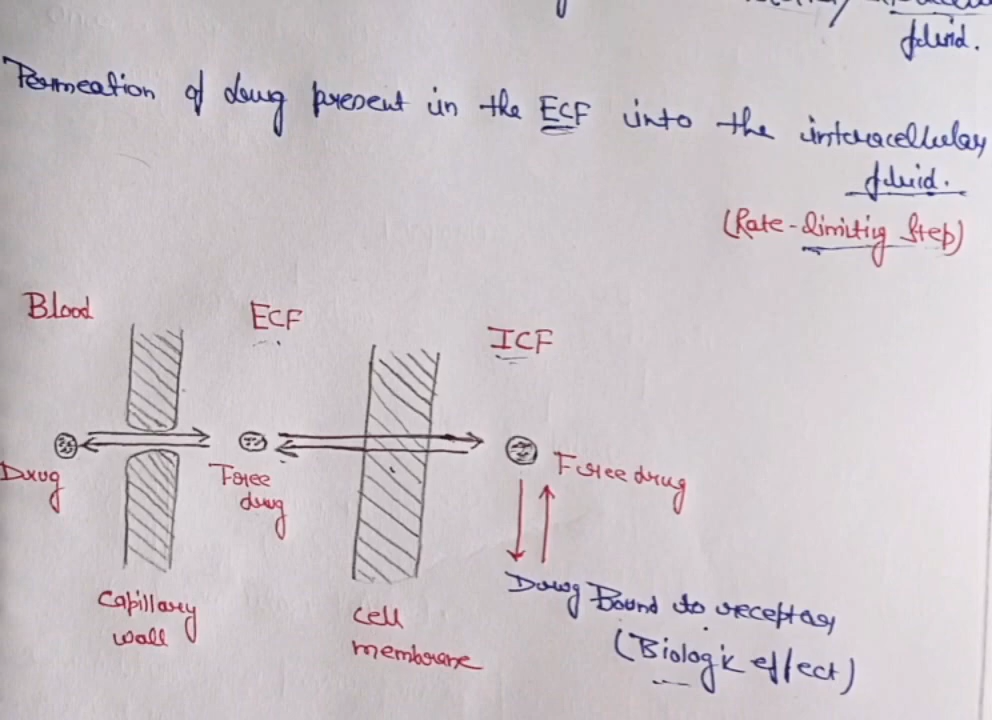 fluid.
Permeation of drug present in the ECF into the intracellular
fluid.
(Rate-limitig Step)
Blood
ECF
ICF
Drug
Free
drug
Free drug
Capillary
wall
Cell
membrane
Drug Bound to receptor
(Biologic effect)